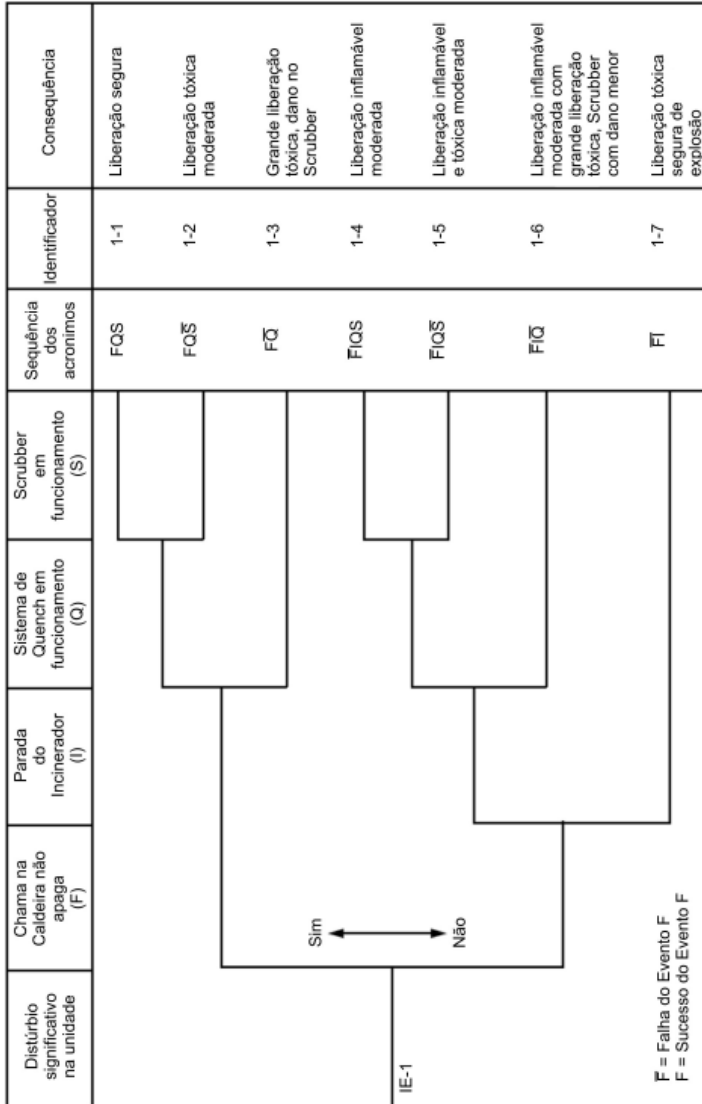 Distúrbio
significativo
na unidade
Chama na
Caldeira não
apaga
(F)
Parada
do
Incinerador
(I)
Sistema de
Quench em
funcionamento
(Q)
Scrubber
em
funcionamento
(S)
Sequência
dos
acronimos
Identificador
Consequência
IE-1
Sim
Não
FQS
1-1
Liberação segura
FQS̅
1-2
Liberação tóxica
moderada
FQ̅
1-3
Grande liberação
tóxica, dano no
Scrubber
F̅IQS
1-4
Liberação inflamável
moderada
F̅IQS̅
1-5
Liberação inflamável
e tóxica moderada
F̅IQ̅
1-6
Liberação inflamável
moderada com
grande liberação
tóxica, Scrubber
com dano menor
F̅I̅
1-7
Liberação tóxica
segura de
explosão
F̅ = Falha do Evento F
F = Sucesso do Evento F